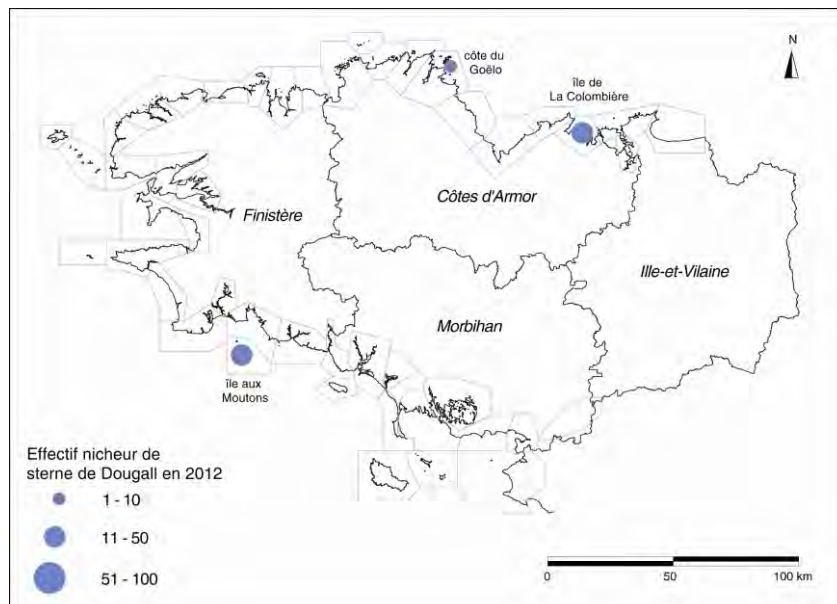 côte du
Goëlo
N
île de
La Colombière
Côtes d'Armor
Finistère
Ille-et-Vilaine
Morbihan
île aux
Moutons
Effectif nicheur de
sterne de Dougall en 2012
1 - 10
11 - 50
51 - 100
0 50 100 km